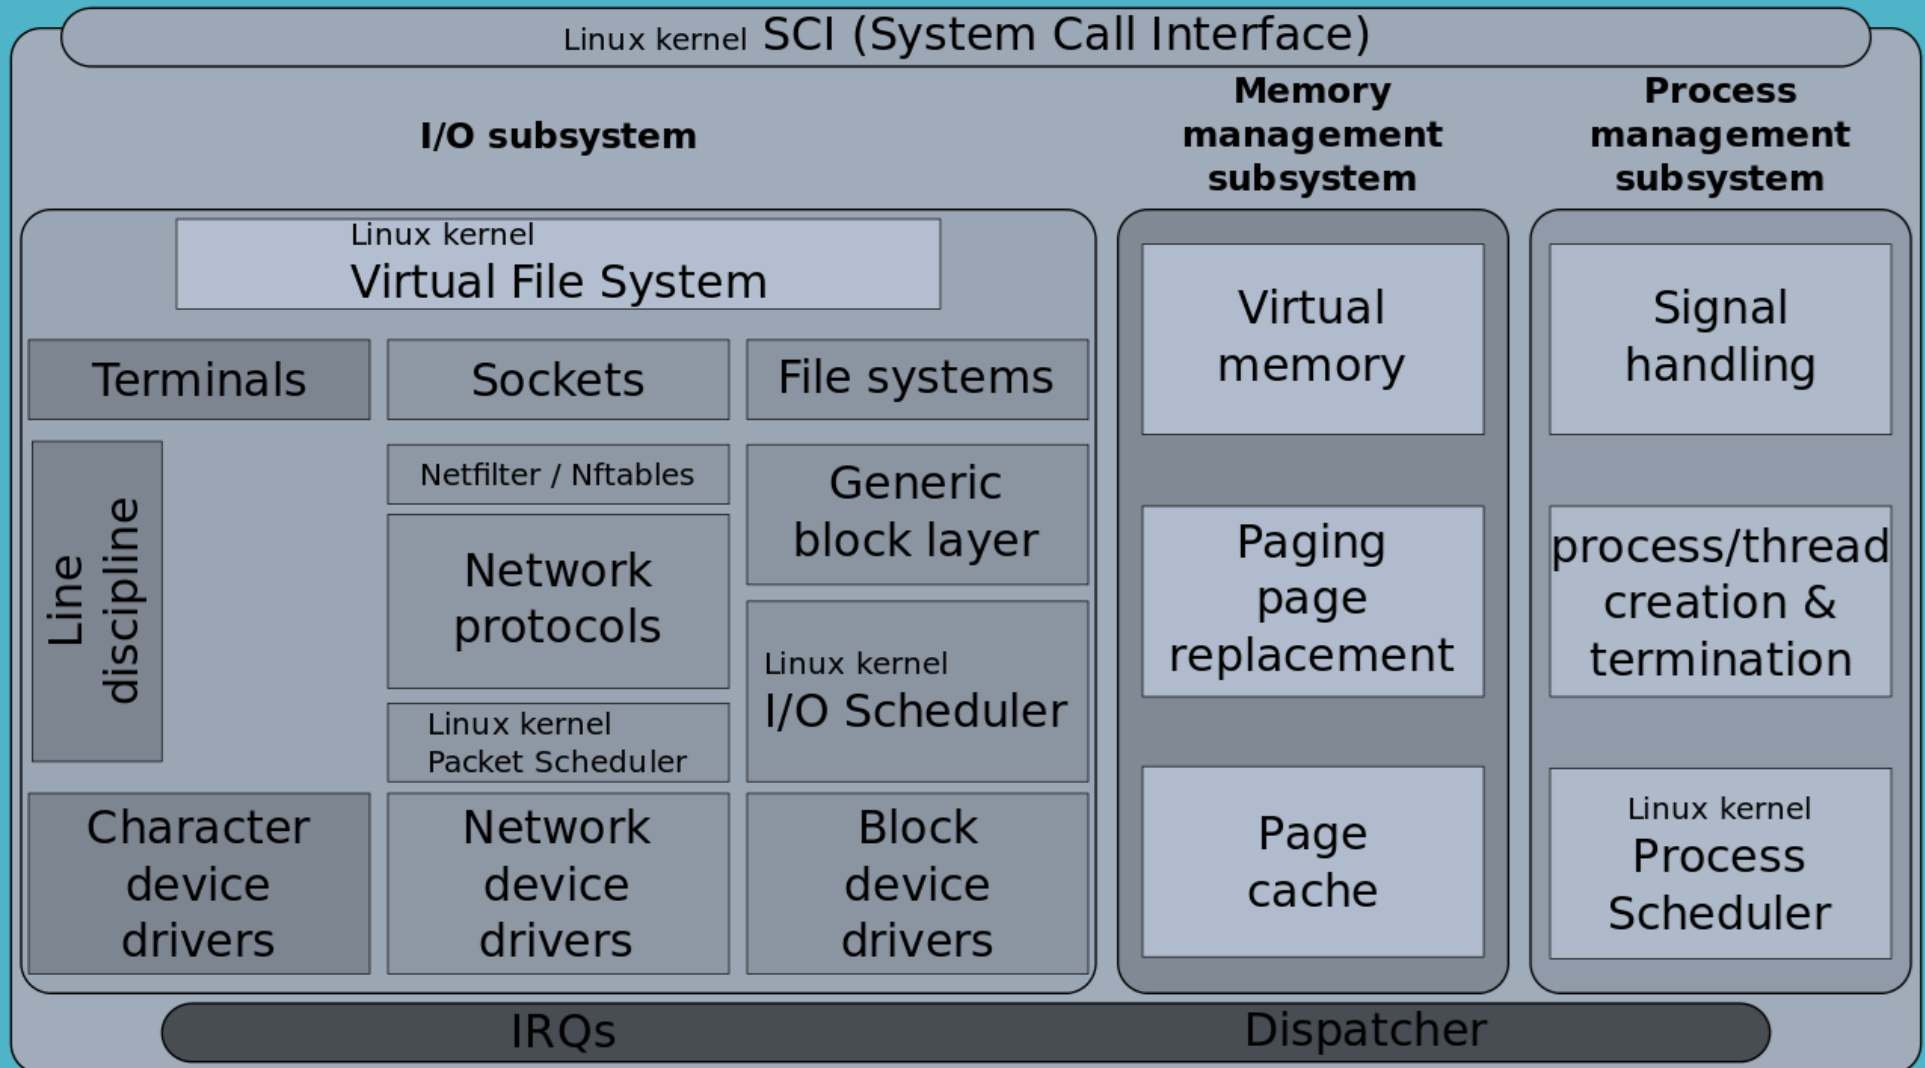 Linux kernel SCI (System Call Interface)
I/O subsystem
Memory
management
subsystem
Process
management
subsystem
Linux kernel
Virtual File System
Terminals
Sockets
File systems
Line
discipline
Netfilter / Nftables
Network
protocols
Linux kernel
Packet Scheduler
Generic
block layer
Linux kernel
I/O Scheduler
Character
device
drivers
Network
device
drivers
Block
device
drivers
Virtual
memory
Paging
page
replacement
Page
cache
Signal
handling
process/thread
creation &
termination
Linux kernel
Process
Scheduler
IRQs
Dispatcher